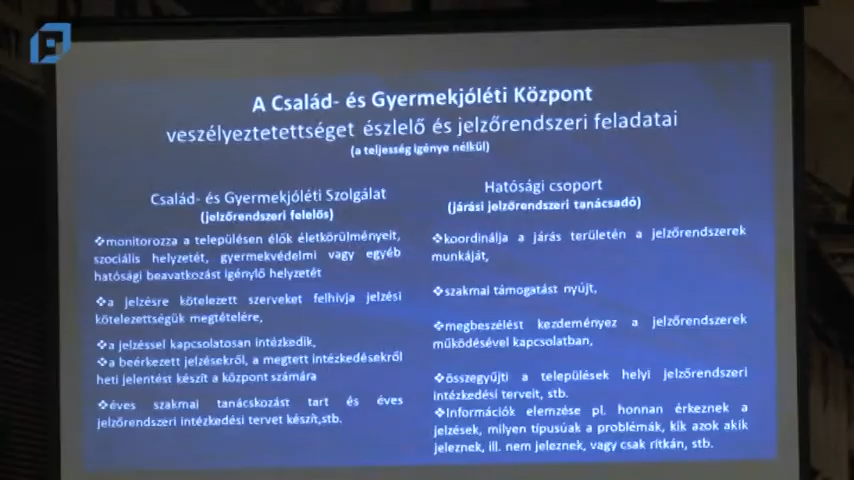 A Család- és Gyermekjóléti Központ
veszélyeztetettséget észlelő és jelzőrendszeri feladatai
(a teljesség igénye nélkül)
Család- és Gyermekjóléti Szolgálat
(jelzőrendszeri felelős)
❖monitorozza a településen élők életkörülményeit,
szociális helyzetét, gyermekvédelmi vagy egyéb
hatósági beavatkozást igénylő helyzetét
❖a jelzésre kötelezett szerveket felhívja jelzési
kötelezettségük megtételére,
❖a jelzéssel kapcsolatosan intézkedik,
❖a beérkezett jelzésekről, a megtett intézkedésekről
heti jelentést készít a központ számára
❖éves szakmai tanácskozást tart és éves
jelzőrendszeri intézkedési tervet készít,stb.
Hatósági csoport
(járási jelzőrendszeri tanácsadó)
❖koordinálja a járás területén a jelzőrendszerek
munkáját,
❖szakmai támogatást nyújt,
❖megbeszélést kezdeményez a jelzőrendszerek
működésével kapcsolatban,
❖összegyűjti a települések helyi jelzőrendszeri
intézkedési terveit, stb.
❖Információk elemzése pl. honnan érkeznek a
jelzések, milyen típusúak a problémák, kik azok akik
jeleznek, ill. nem jeleznek, vagy csak ritkán, stb.